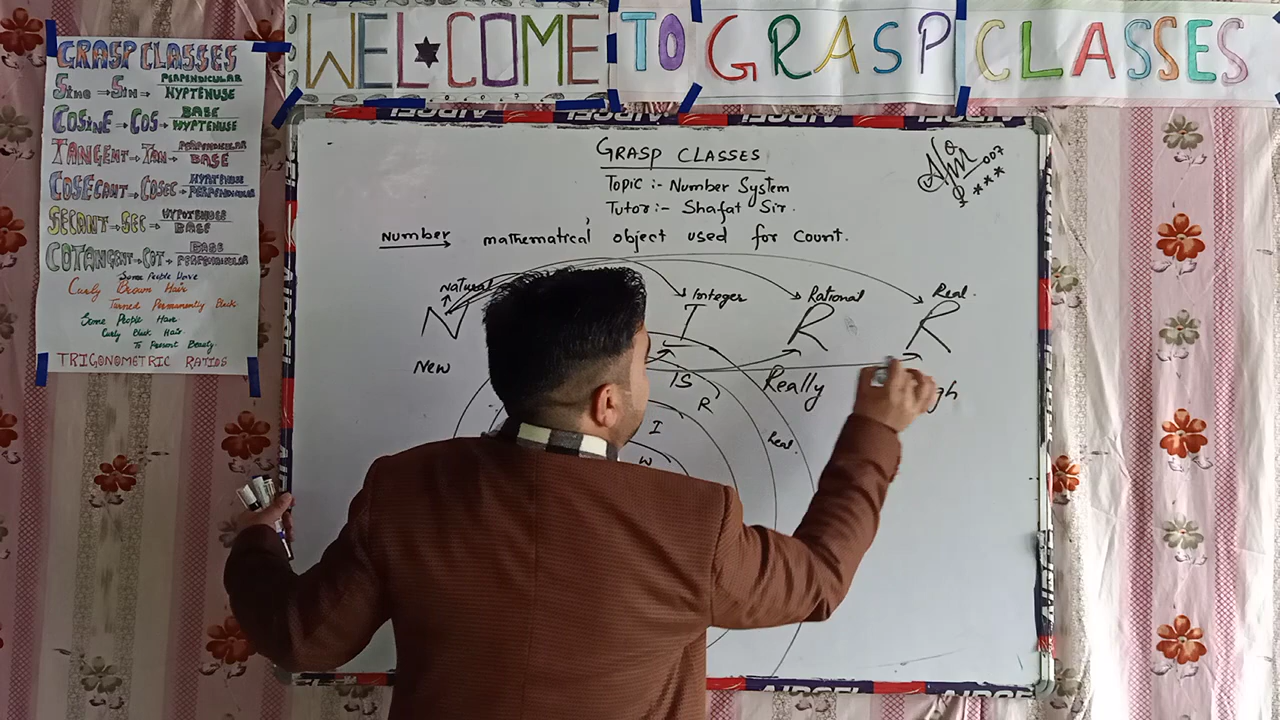 WELCOME TO GRASP CLASSES
GRASP CLASSES
SINE → SIN → PERPENDICULAR
HYPTENUSE
COSINE → COS → BASE
HYPTENUSE
TANGENT → TAN → PERPENDICULAR
BASE
COSECANT → COSEC → HYPTENUSE
PERPENDICULAR
SECANT → SEC → HYPOTENUSE
BASE
COTANGENT → COT → BASE
PERPENDICULAR
Some People Have
Curly Brown Hair
Turned Permanently Black
Some People Have
Curly Black Hair
To Present Beauty
TRIGONOMETRIC RATIOS
GRASP CLASSES
Topic :- Number System
Tutor :- Shafat Sir.
007
***
Number → mathematical object used for Count.
Natural Integer Rational Real.
N I R R
New IS Really
R
I
W
Real.
AIRCEL